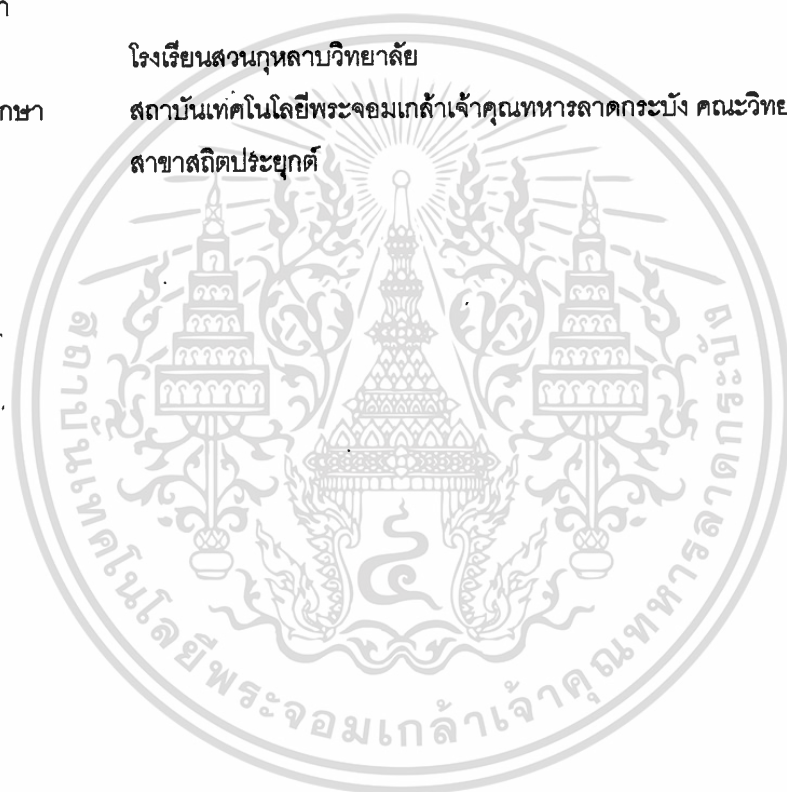 า
โรงเรียนสวนกุหลาบวิทยาลัย
กษา สถาบันเทคโนโลยีพระจอมเกล้าเจ้าคุณทหารลาดกระบัง คณะวิทย
สาขาสถิตประยุกต์
สถาบันเทคโนโลยีพระจอมเกล้าเจ้าคุณทหารลาดกระบัง
๔